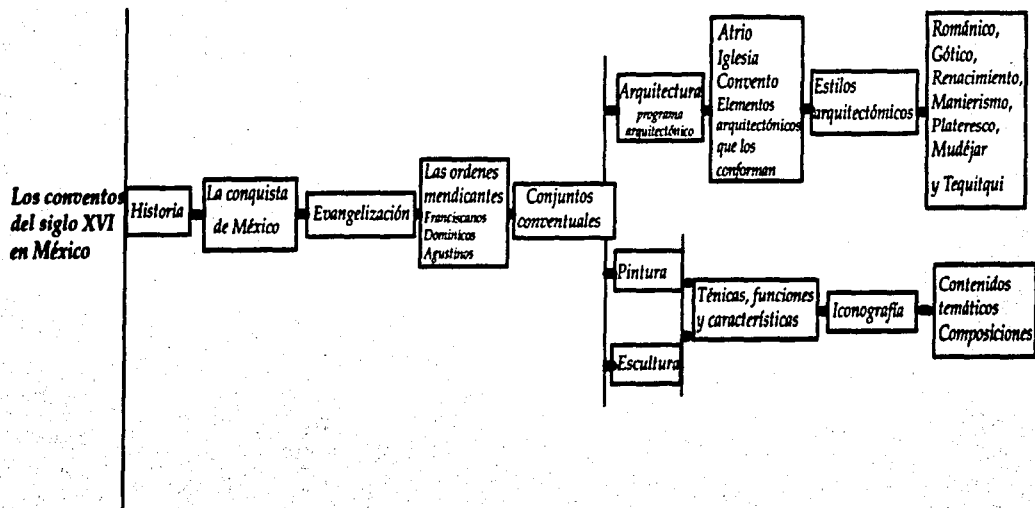 Los conventos
del siglo XVI
en México
Historia
La conquista
de México
Evangelización
Las ordenes
mendicantes
Franciscanos
Dominicos
Agustinos
Conjuntos
conventuales
Arquitectura
programa
arquitectónico
Atrio
Iglesia
Convento
Elementos
arquitectónicos
que los
conforman
Estilos
arquitectómicos
Románico,
Gótico,
Renacimiento,
Manierismo,
Plateresco,
Mudéjar
y Tequitqui
Pintura
Escultura
Ténicas, funciones
y características
Iconografía
Contenidos
temáticos
Composiciones